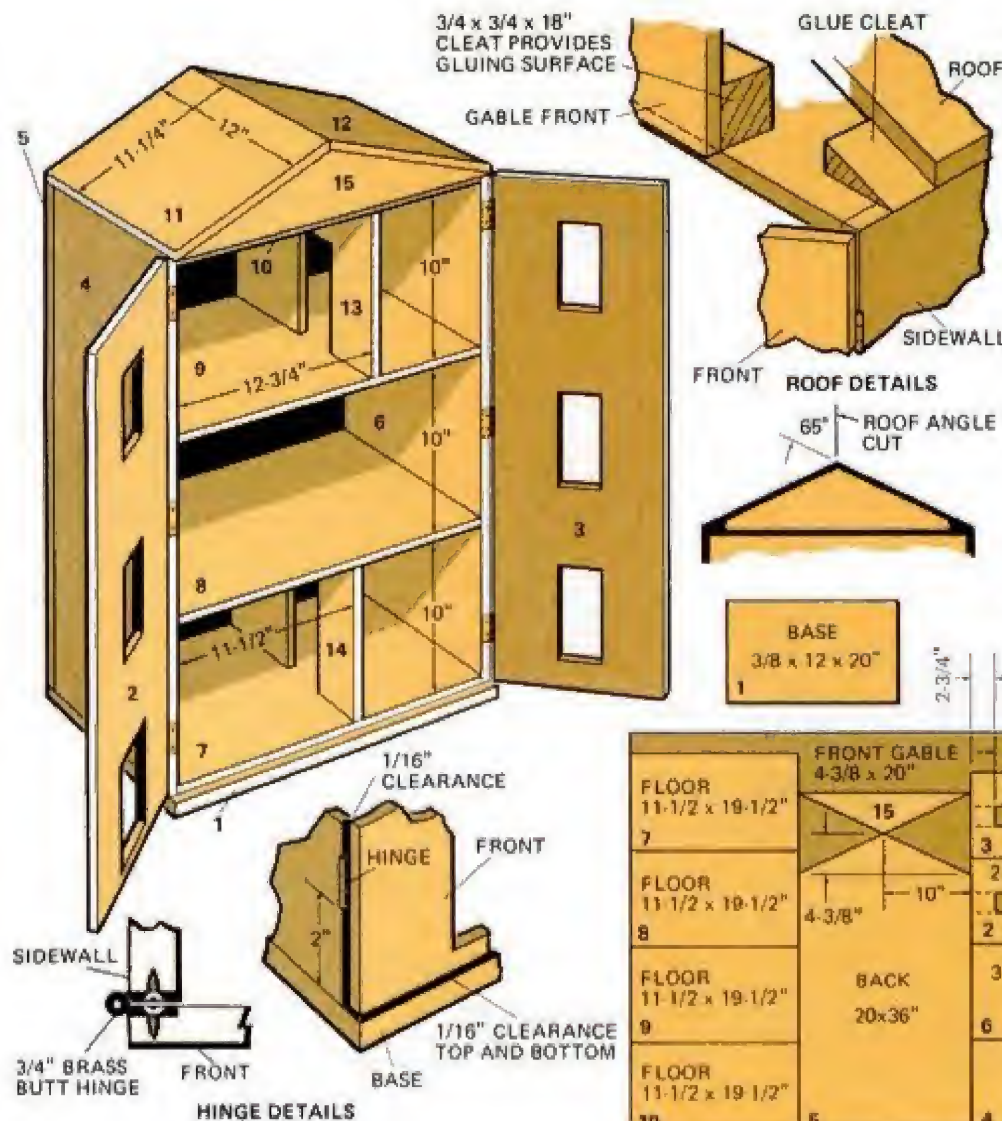 3/4 x 3/4 x 18"
CLEAT PROVIDES
GLUING SURFACE
GLUE CLEAT
ROOF
GABLE FRONT
SIDEWALL
FRONT
ROOF DETAILS
5
11-1/4"
12"
12
15
11
4
10
10"
13
9
12-3/4"
6
10"
3
8
10"
11-1/2"
14
2
7
1
65°
ROOF ANGLE
CUT
BASE
3/8 x 12 x 20"
1
2-3/4"
1/16"
CLEARANCE
HINGE
FRONT
2"
1/16" CLEARANCE
TOP AND BOTTOM
BASE
SIDEWALL
3/4" BRASS
BUTT HINGE
FRONT
HINGE DETAILS
FRONT GABLE
4-3/8 x 20"
15
10"
4-3/8"
FLOOR
11-1/2 x 19-1/2"
7
FLOOR
11-1/2 x 19-1/2"
8
FLOOR
11-1/2 x 19-1/2"
9
FLOOR
11-1/2 x 19-1/2"
10
BACK
20x36"
5
3
2
2
3
6
4